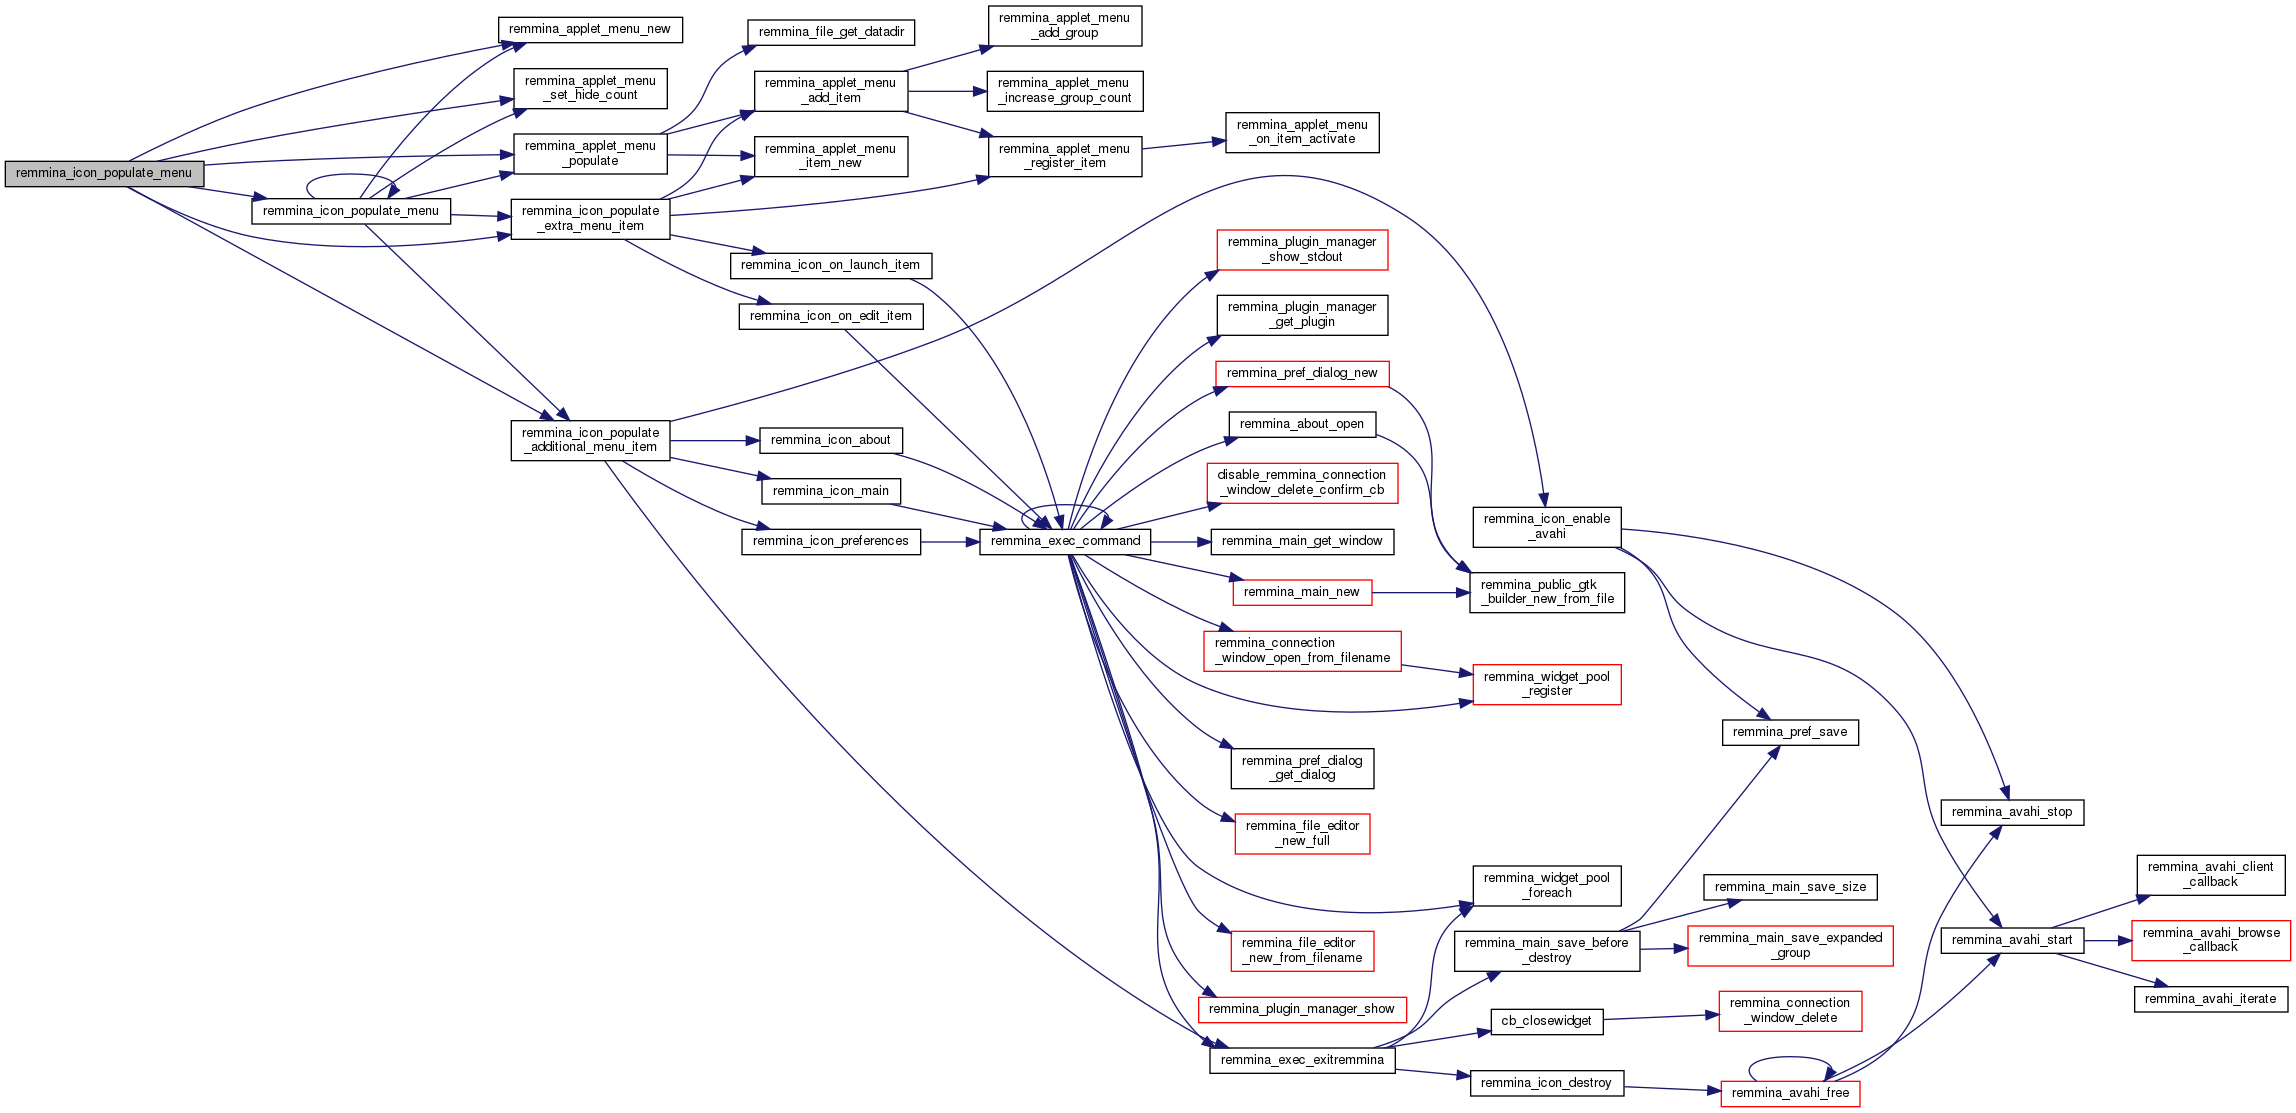 remmina_icon_populate_menu
remmina_icon_populate_menu
remmina_applet_menu_new
remmina_applet_menu
_set_hide_count
remmina_applet_menu
_populate
remmina_icon_populate
_extra_menu_item
remmina_icon_populate
_additional_menu_item
remmina_file_get_datadir
remmina_applet_menu
_add_item
remmina_applet_menu
_item_new
remmina_icon_on_launch_item
remmina_icon_on_edit_item
remmina_icon_about
remmina_icon_main
remmina_icon_preferences
remmina_applet_menu
_add_group
remmina_applet_menu
_increase_group_count
remmina_applet_menu
_register_item
remmina_exec_command
remmina_applet_menu
_on_item_activate
remmina_plugin_manager
_show_stdout
remmina_plugin_manager
_get_plugin
remmina_pref_dialog_new
remmina_about_open
disable_remmina_connection
_window_delete_confirm_cb
remmina_main_get_window
remmina_main_new
remmina_connection
_window_open_from_filename
remmina_pref_dialog
_get_dialog
remmina_file_editor
_new_full
remmina_file_editor
_new_from_filename
remmina_plugin_manager_show
remmina_exec_exitremmina
remmina_icon_enable
_avahi
remmina_public_gtk
_builder_new_from_file
remmina_widget_pool
_register
remmina_widget_pool
_foreach
remmina_main_save_before
_destroy
cb_closewidget
remmina_icon_destroy
remmina_pref_save
remmina_main_save_size
remmina_main_save_expanded
_group
remmina_connection
_window_delete
remmina_avahi_free
remmina_avahi_stop
remmina_avahi_start
remmina_avahi_client
_callback
remmina_avahi_browse
_callback
remmina_avahi_iterate